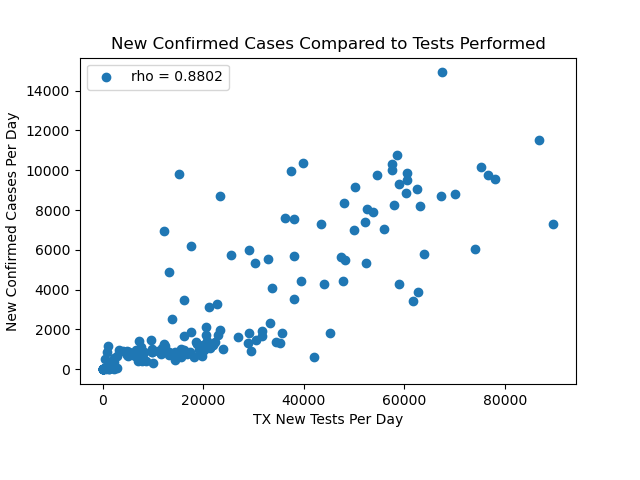 New Confirmed Cases Compared to Tests Performed
rho = 0.8802
New Confirmed Caeses Per Day
14000
12000
10000
8000
6000
4000
2000
0
0 20000 40000 60000 80000
TX New Tests Per Day